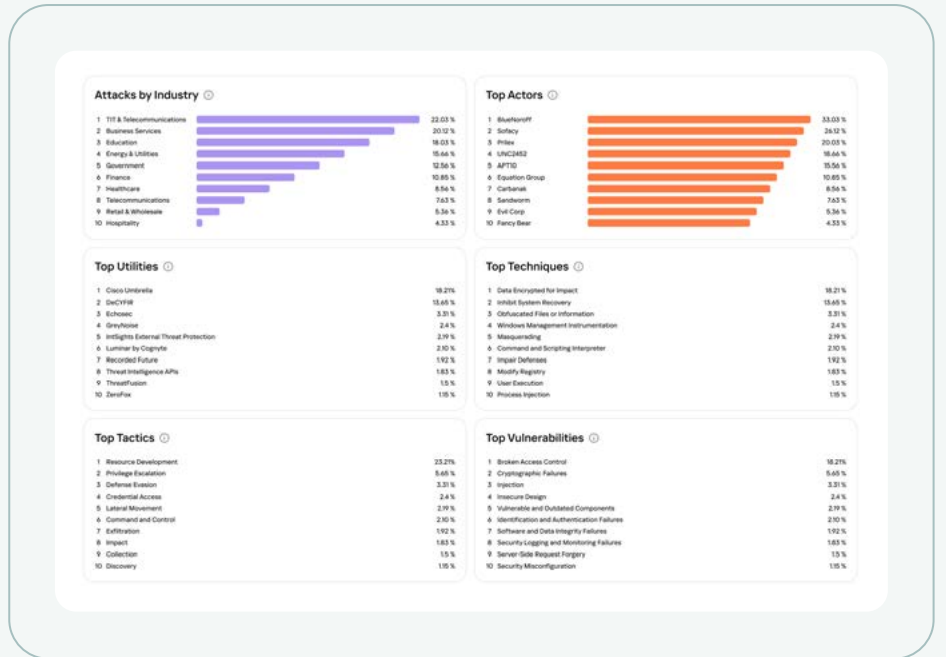 Attacks by Industry
1 TIT & Telecommunications 22.03 %
2 Business Services 20.12 %
3 Education 18.03 %
4 Energy & Utilities 15.66 %
5 Government 12.56 %
6 Finance 10.85 %
7 Healthcare 8.56 %
8 Telecommunications 7.63 %
9 Retail & Wholesale 5.36 %
10 Hospitality 4.33 %
Top Actors
1 BlueNoroff 33.03 %
2 Sofacy 26.12 %
3 Prilex 20.03 %
4 UNC2452 18.66 %
5 APT10 15.56 %
6 Equation Group 10.85 %
7 Carbanak 8.56 %
8 Sandworm 7.63 %
9 Evil Corp 5.36 %
10 Fancy Bear 4.33 %
Top Utilities
1 Cisco Umbrella 18.21%
2 DeCYFIR 13.65 %
3 Echosec 3.31 %
4 GreyNoise 2.4 %
5 IntSights External Threat Protection 2.19 %
6 Luminar by Cognyte 2.10 %
7 Recorded Future 1.92 %
8 Threat Intelligence APIs 1.83 %
9 ThreatFusion 1.5 %
10 ZeroFox 1.15 %
Top Techniques
1 Data Encrypted for Impact 18.21 %
2 Inhibit System Recovery 13.65 %
3 Obfuscated Files or Information 3.31 %
4 Windows Management Instrumentation 2.4 %
5 Masquerading 2.19 %
6 Command and Scripting Interpreter 2.10 %
7 Impair Defenses 1.92 %
8 Modify Registry 1.83 %
9 User Execution 1.5 %
10 Process Injection 1.15 %
Top Tactics
1 Resource Development 23.21%
2 Privilege Escalation 5.65 %
3 Defense Evasion 3.31 %
4 Credential Access 2.4 %
5 Lateral Movement 2.19 %
6 Command and Control 2.10 %
7 Exfiltration 1.92 %
8 Impact 1.83 %
9 Collection 1.5 %
10 Discovery 1.15 %
Top Vulnerabilities
1 Broken Access Control 18.21%
2 Cryptographic Failures 5.65 %
3 Injection 3.31 %
4 Insecure Design 2.4 %
5 Vulnerable and Outdated Components 2.19 %
6 Identification and Authentication Failures 2.10 %
7 Software and Data Integrity Failures 1.92 %
8 Security Logging and Monitoring Failures 1.83 %
9 Server-Side Request Forgery 1.5 %
10 Security Misconfiguration 1.15 %